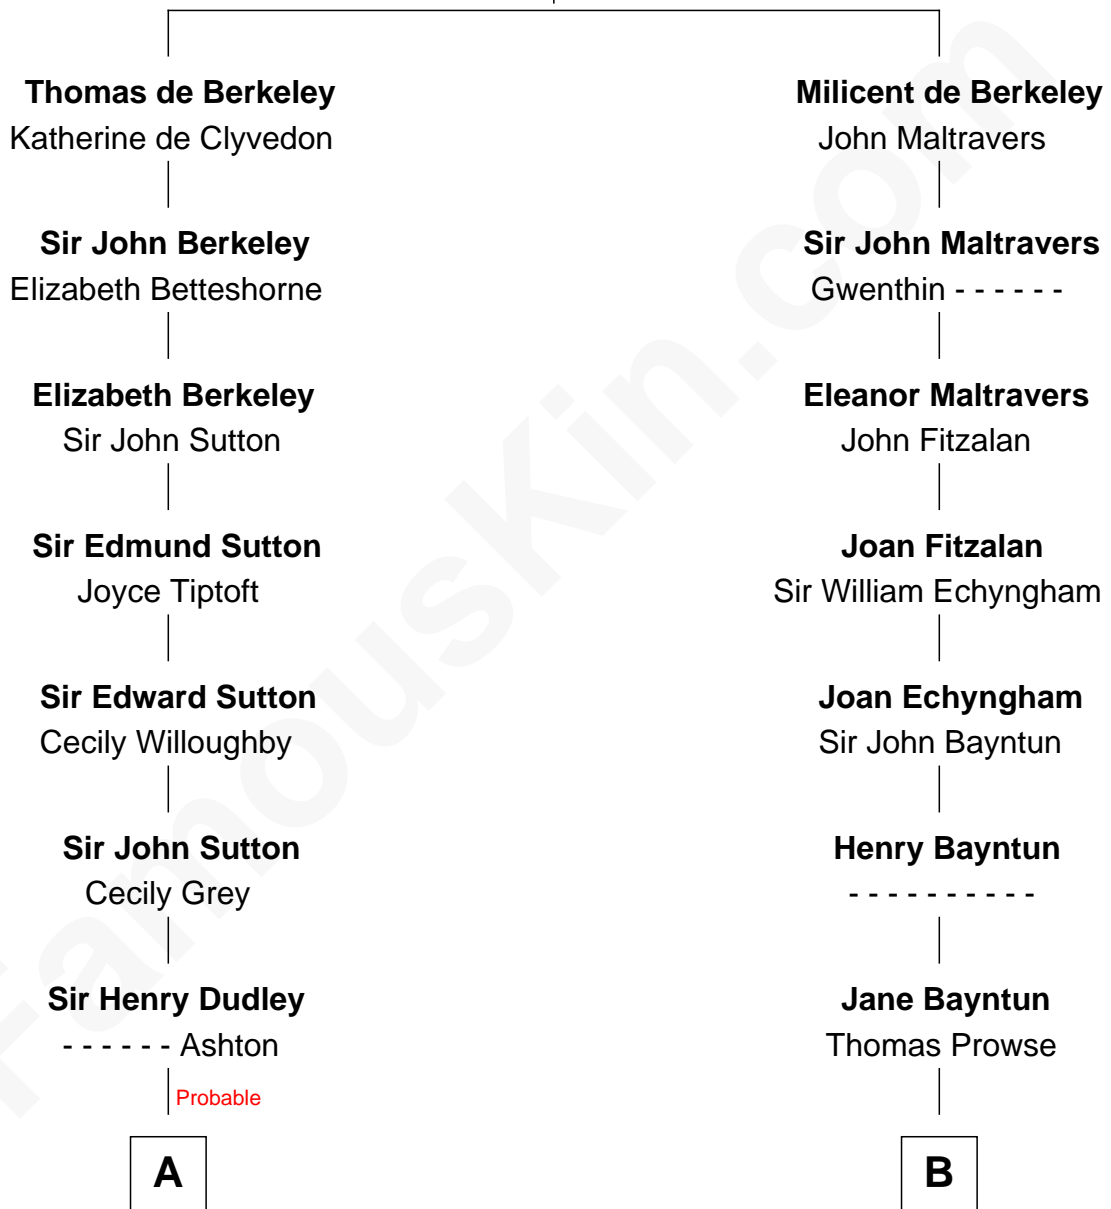 Thomas de Berkeley
Katherine de Clyvedon
Sir John Berkeley
Elizabeth Betteshorne
Elizabeth Berkeley
Sir John Sutton
Sir Edmund Sutton
Joyce Tiptoft
Sir Edward Sutton
Cecily Willoughby
Sir John Sutton
Cecily Grey
Sir Henry Dudley
- - - - - - Ashton
Probable
A
Milicent de Berkeley
John Maltravers
Sir John Maltravers
Gwenthin - - - - - -
Eleanor Maltravers
John Fitzalan
Joan Fitzalan
Sir William Echyngham
Joan Echyngham
Sir John Bayntun
Henry Bayntun
- - - - - - - - - -
Jane Bayntun
Thomas Prowse
B
FamousKin.com